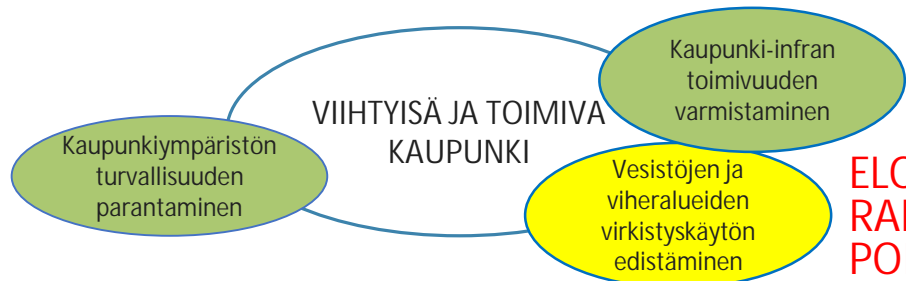 Kaupunki-infran
toimivuuden
varmistaminen
VIIHTYISÄ JA TOIMIVA
KAUPUNKI
Kaupunkiympäristön
turvallisuuden
parantaminen
Vesistöjen ja
viheralueiden
virkistyskäytön
edistäminen